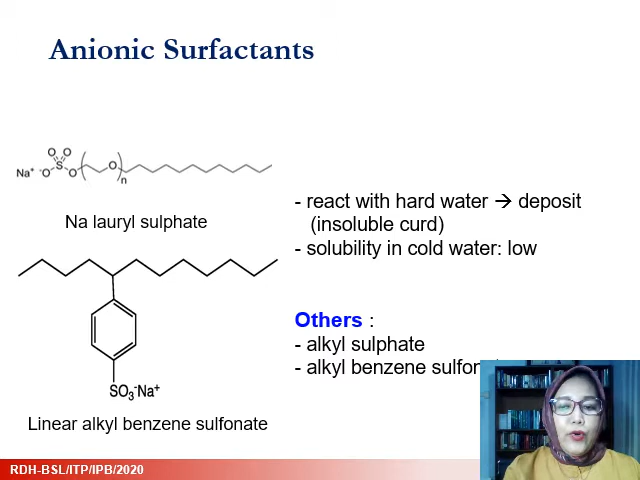 Anionic Surfactants
Na⁺ ⁻O S O O O O n
Na lauryl sulphate
- react with hard water → deposit
(insoluble curd)
- solubility in cold water: low
Others :
- alkyl sulphate
- alkyl benzene
SO₃⁻Na⁺
Linear alkyl benzene sulfonate
RDH-BSL/ITP/IPB/2020